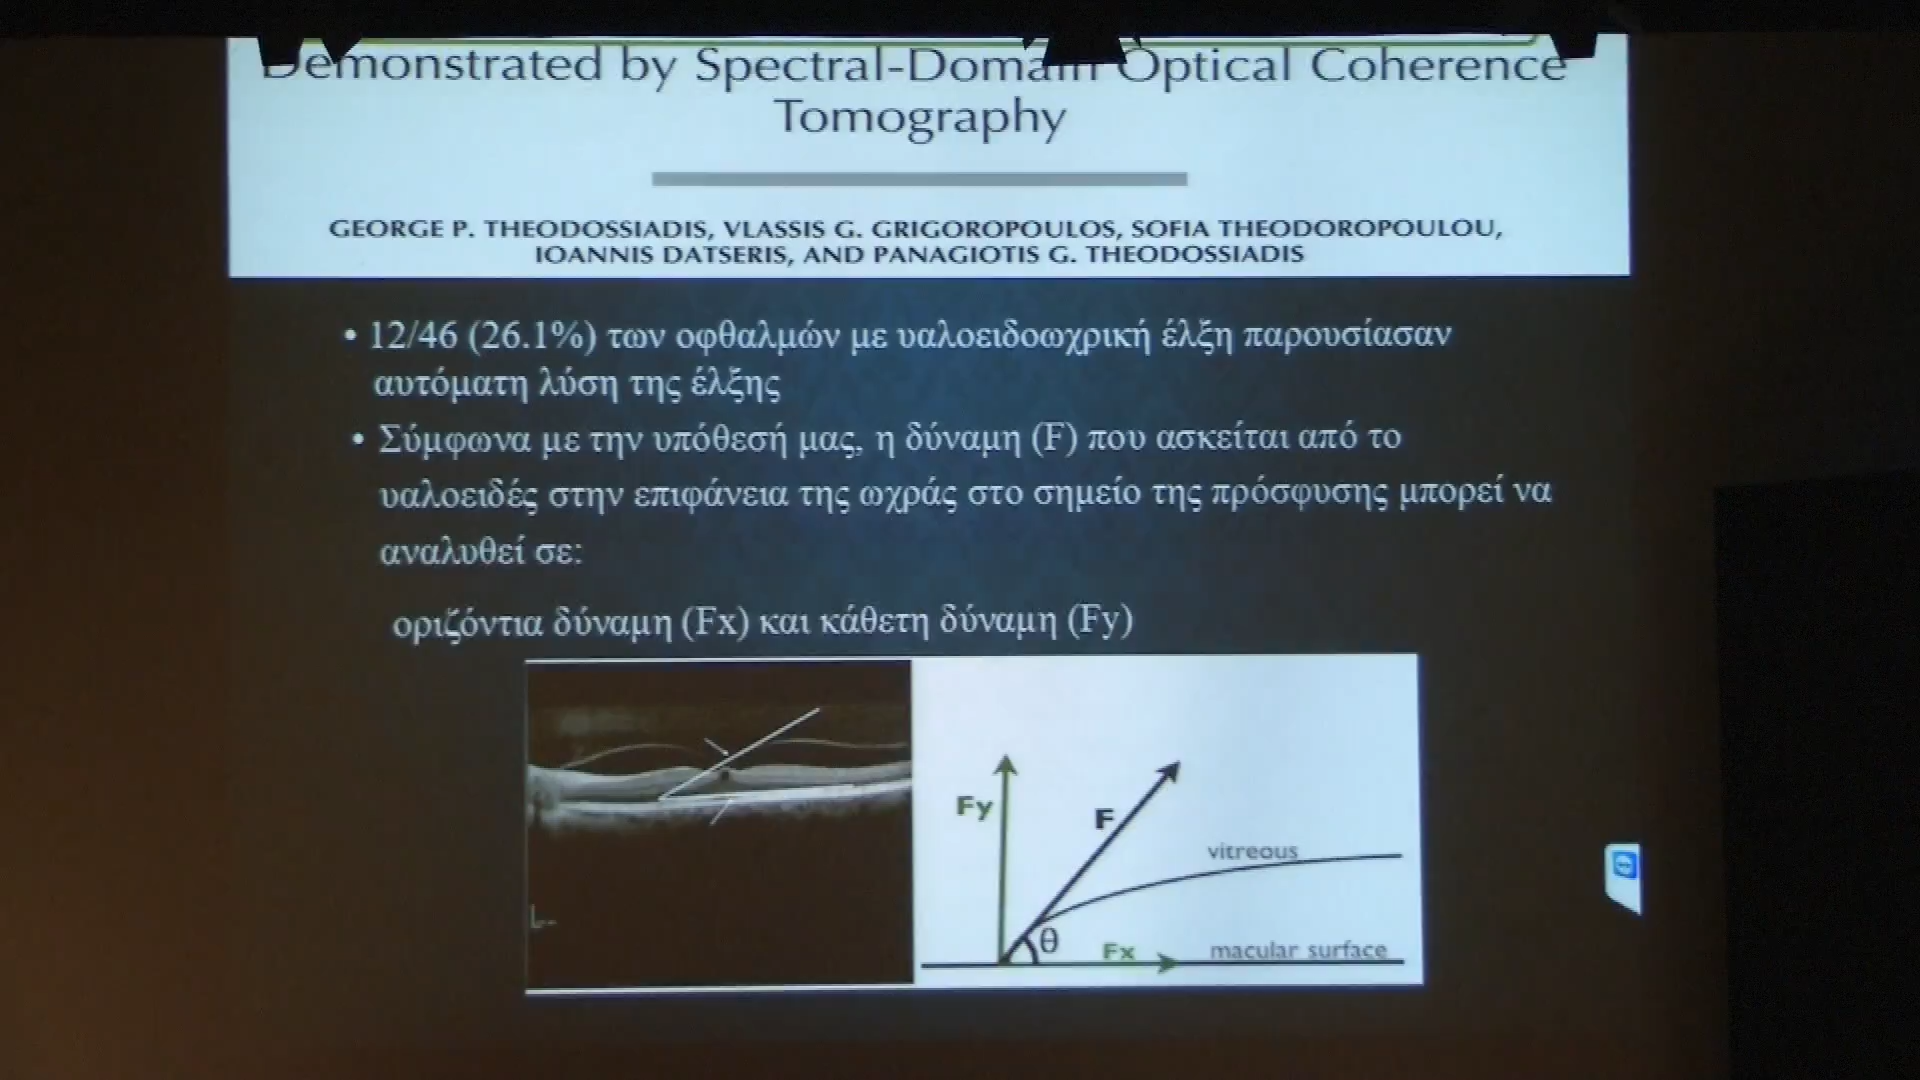 Demonstrated by Spectral-Domain Optical Coherence
Tomography
GEORGE P. THEODOSSIADIS, VLASSIS G. GRIGOROPOULOS, SOFIA THEODOROPOULOU,
IOANNIS DATSERIS, AND PANAGIOTIS G. THEODOSSIADIS
• 12/46 (26.1%) των οφθαλμών με υαλοειδοωχρική έλξη παρουσίασαν
αυτόματη λύση της έλξης
• Σύμφωνα με την υπόθεσή μας, η δύναμη (F) που ασκείται από το
υαλοειδές στην επιφάνεια της ωχράς στο σημείο της πρόσφυσης μπορεί να
αναλυθεί σε:
οριζόντια δύναμη (Fx) και κάθετη δύναμη (Fy)
Fy
F
vitreous
θ
Fx
macular surface